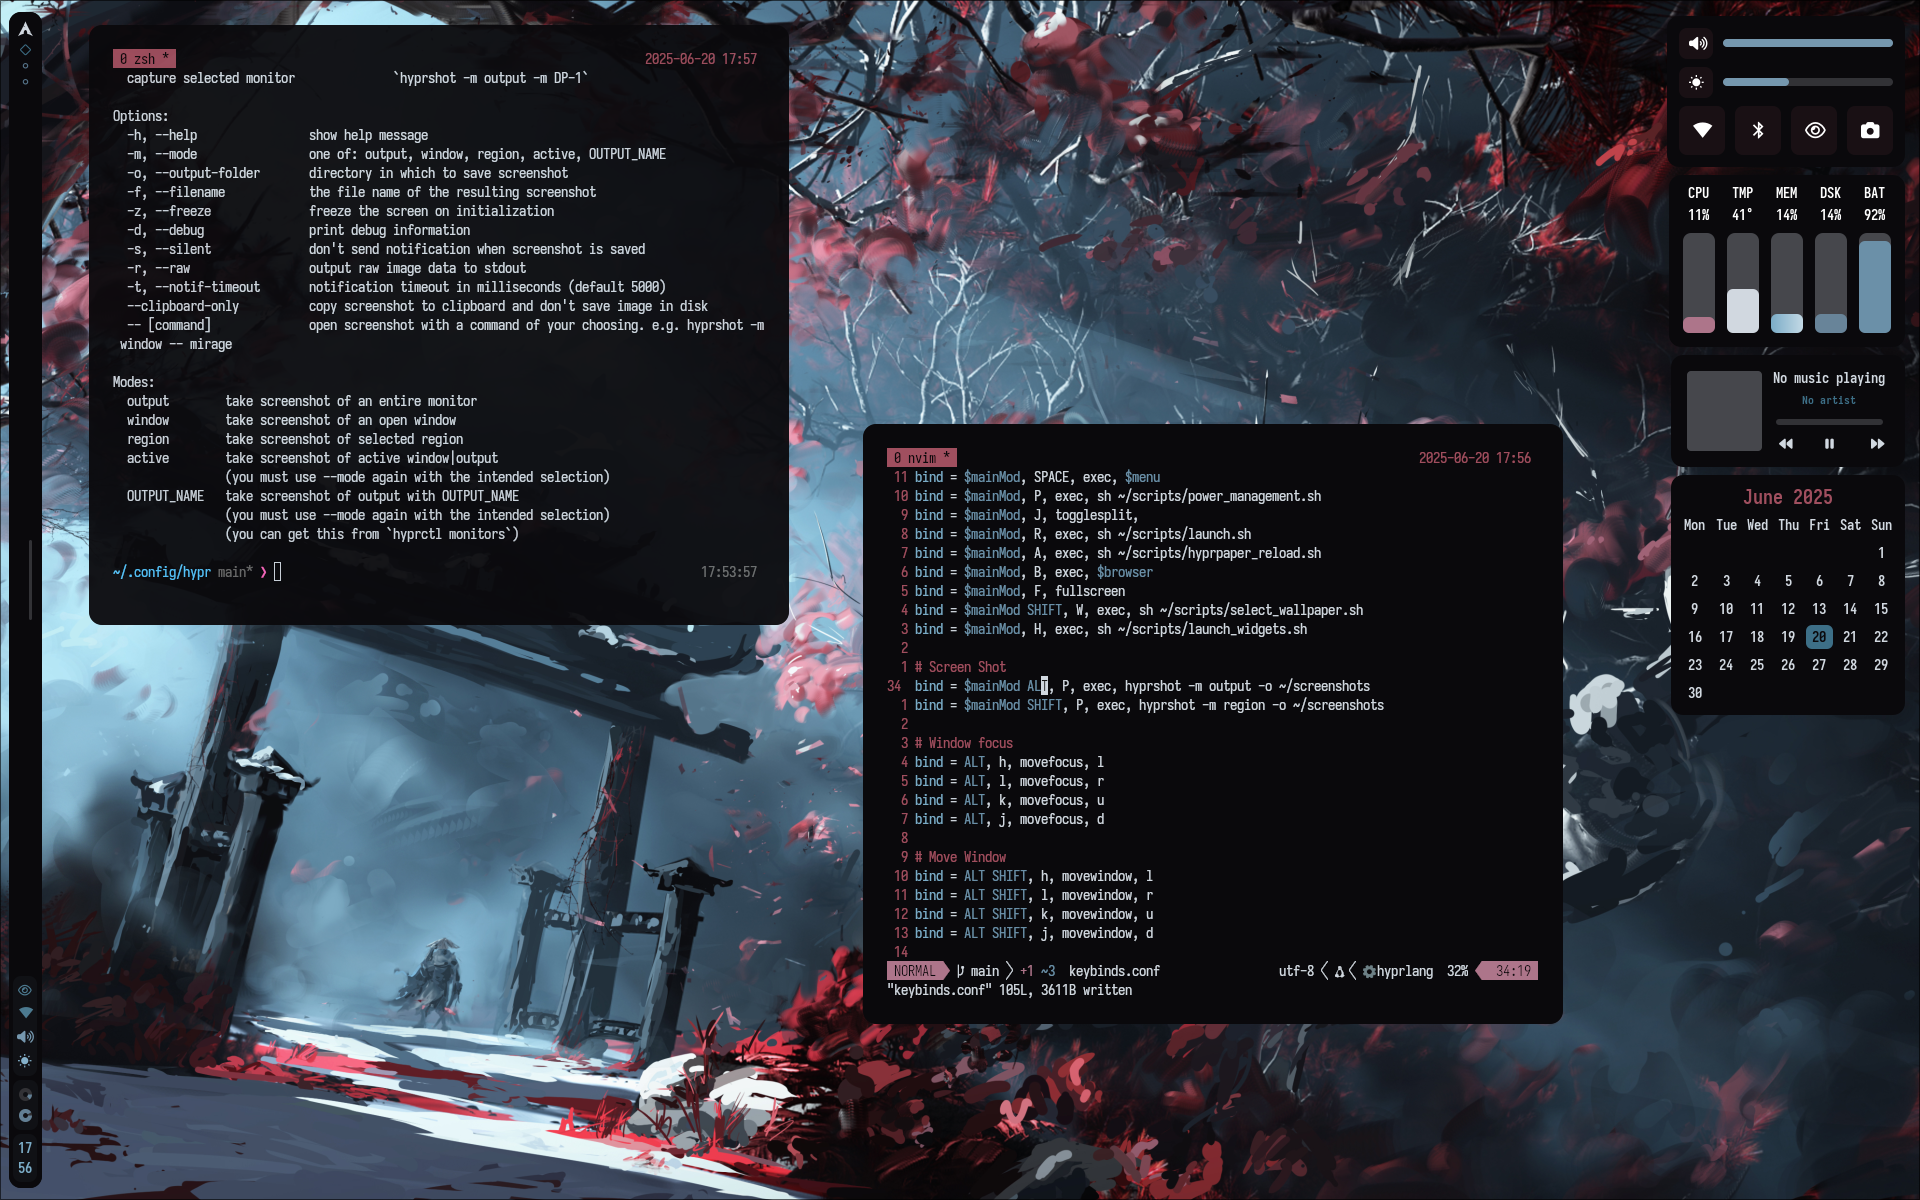 0 zsh * 2025-06-20 17:57
capture selected monitor `hyprshot -m output -m DP-1`
Options:
-h, --help show help message
-m, --mode one of: output, window, region, active, OUTPUT_NAME
-o, --output-folder directory in which to save screenshot
-f, --filename the file name of the resulting screenshot
-z, --freeze freeze the screen on initialization
-d, --debug print debug information
-s, --silent don't send notification when screenshot is saved
-r, --raw output raw image data to stdout
-t, --notif-timeout notification timeout in milliseconds (default 5000)
--clipboard-only copy screenshot to clipboard and don't save image in disk
-- [command] open screenshot with a command of your choosing. e.g. hyprshot -m
window -- mirage
Modes:
output take screenshot of an entire monitor
window take screenshot of an open window
region take screenshot of selected region
active take screenshot of active window|output
(you must use --mode again with the intended selection)
OUTPUT_NAME take screenshot of output with OUTPUT_NAME
(you must use --mode again with the intended selection)
(you can get this from `hyprctl monitors`)
~/.config/hypr main* ❯ 17:53:57
17
56
0 nvim * 2025-06-20 17:56
11 bind = $mainMod, SPACE, exec, $menu
10 bind = $mainMod, P, exec, sh ~/scripts/power_management.sh
9 bind = $mainMod, J, togglesplit,
8 bind = $mainMod, R, exec, sh ~/scripts/launch.sh
7 bind = $mainMod, A, exec, sh ~/scripts/hyprpaper_reload.sh
6 bind = $mainMod, B, exec, $browser
5 bind = $mainMod, F, fullscreen
4 bind = $mainMod SHIFT, W, exec, sh ~/scripts/select_wallpaper.sh
3 bind = $mainMod, H, exec, sh ~/scripts/launch_widgets.sh
2
1 # Screen Shot
34 bind = $mainMod ALT, P, exec, hyprshot -m output -o ~/screenshots
1 bind = $mainMod SHIFT, P, exec, hyprshot -m region -o ~/screenshots
2
3 # Window focus
4 bind = ALT, h, movefocus, l
5 bind = ALT, l, movefocus, r
6 bind = ALT, k, movefocus, u
7 bind = ALT, j, movefocus, d
8
9 # Move Window
10 bind = ALT SHIFT, h, movewindow, l
11 bind = ALT SHIFT, l, movewindow, r
12 bind = ALT SHIFT, k, movewindow, u
13 bind = ALT SHIFT, j, movewindow, d
14
NORMAL main +1 ~3 keybinds.conf utf-8 hyprlang 32% 34:19
"keybinds.conf" 105L, 3611B written
CPU TMP MEM DSK BAT
11% 41° 14% 14% 92%
No music playing
No artist
June 2025
Mon Tue Wed Thu Fri Sat Sun
1
2 3 4 5 6 7 8
9 10 11 12 13 14 15
16 17 18 19 20 21 22
23 24 25 26 27 28 29
30